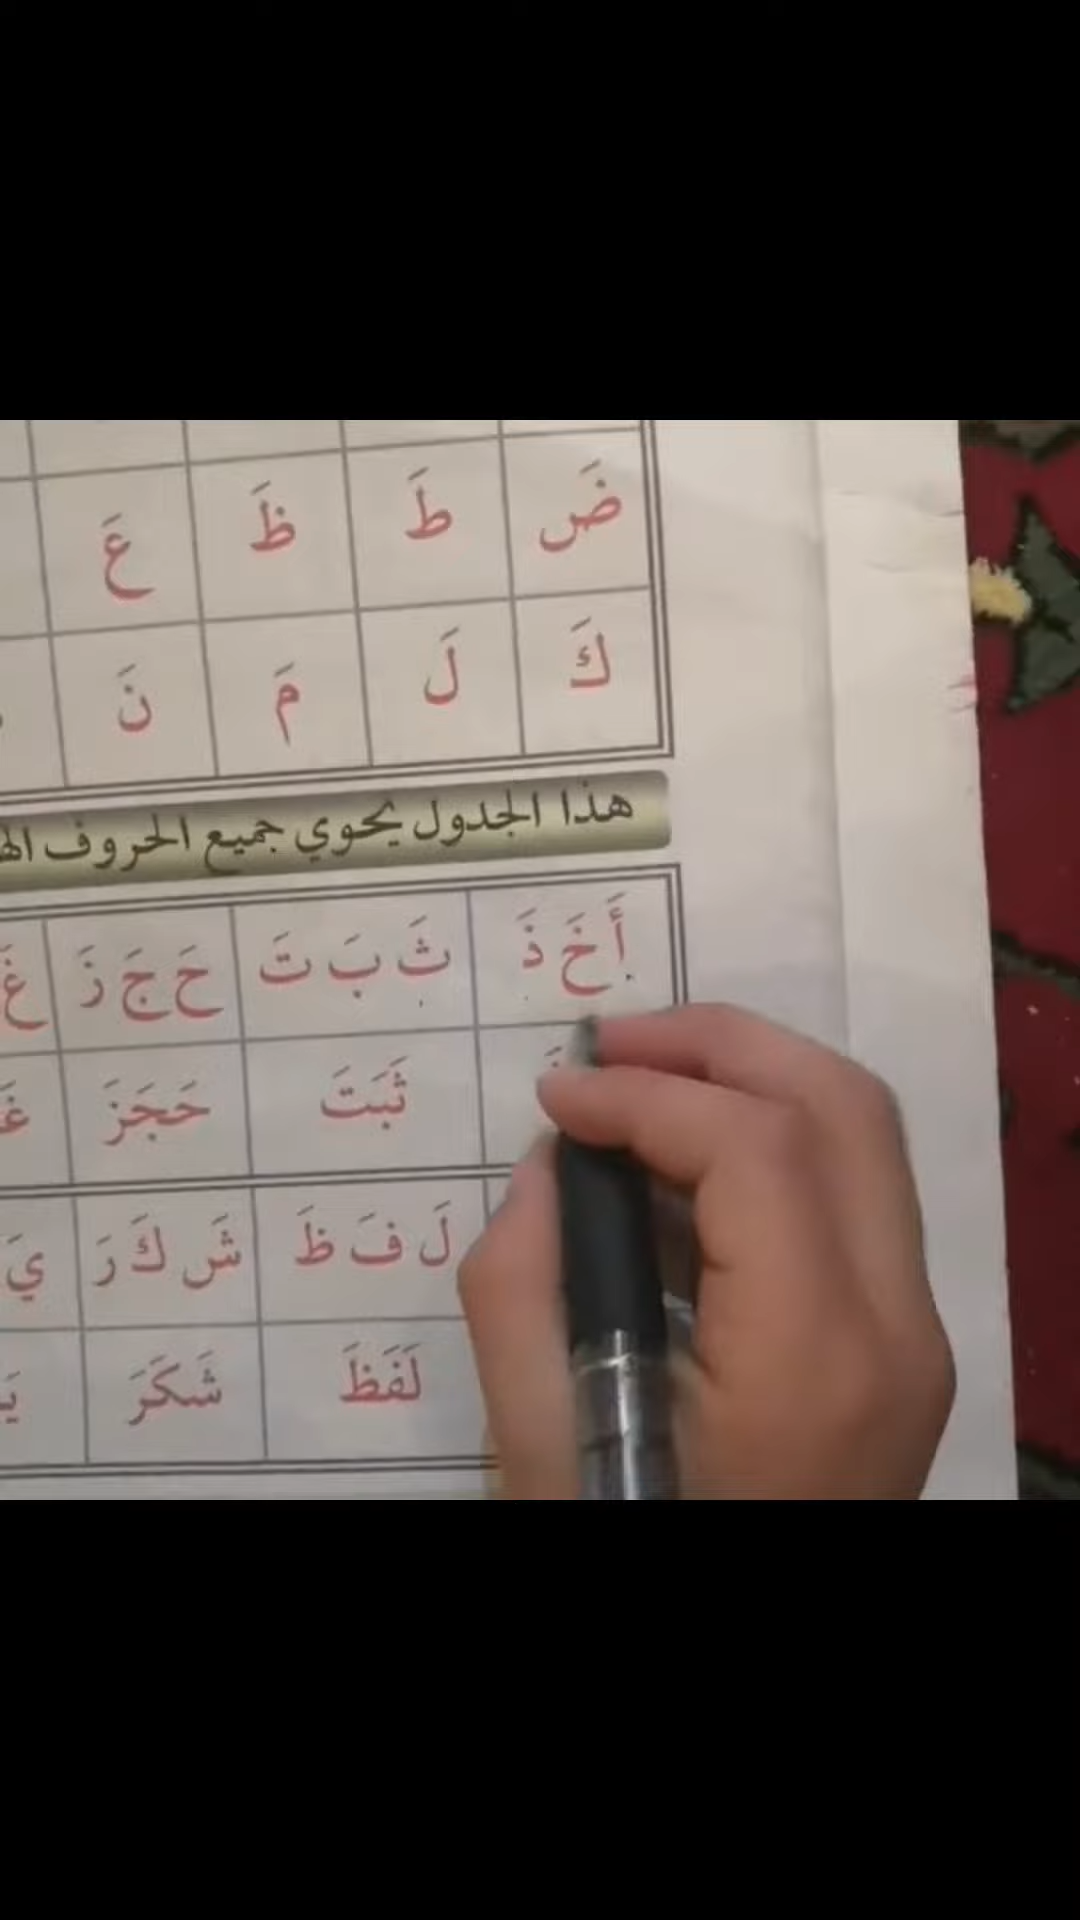 ضَ طَ ظَ عَ
كَ لَ مَ نَ
هذا الجدول يحوي جميع الحروف
أَ خَ ذَ ثَ بَ تَ حَ جَ زَ غَ
ثَبَتَ حَجَزَ
لَ فَ ظَ شَ كَ رَ يَ
لَفَظَ شَكَرَ